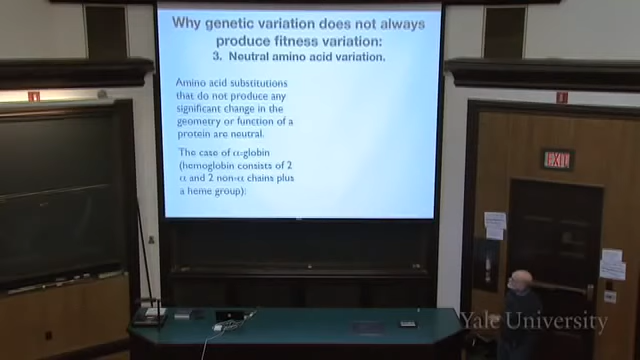 Why genetic variation does not always
produce fitness variation:
3. Neutral amino acid variation.
Amino acid substitutions
that do not produce any
significant change in the
geometry or function of a
protein are neutral.
The case of α-globin
(hemoglobin consists of 2
α and 2 non-α chains plus
a heme group):
EXIT
Yale University